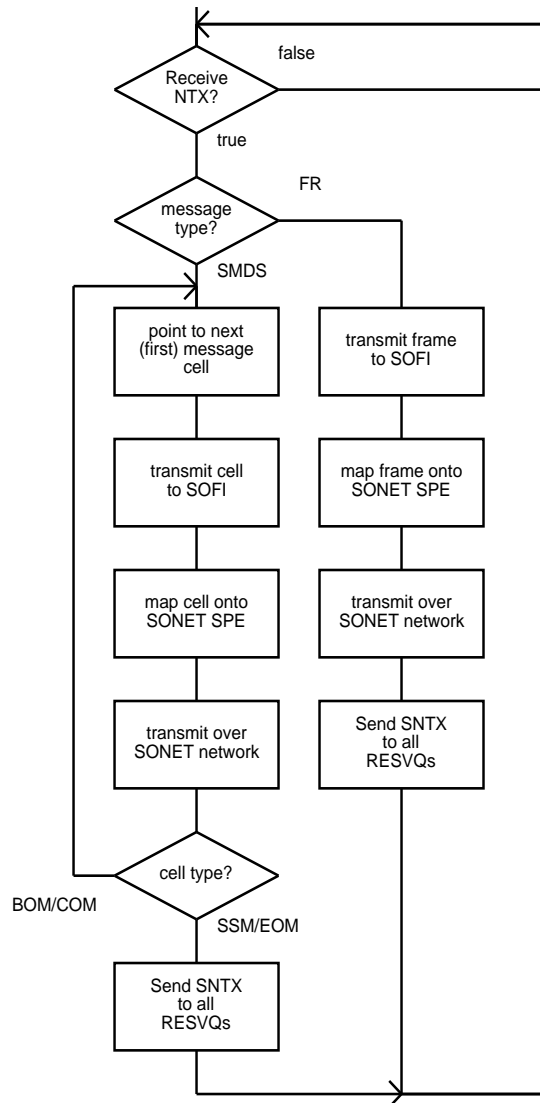 false
Receive
NTX?
true
FR
message
type?
SMDS
point to next
(first) message
cell
transmit frame
to SOFI
transmit cell
to SOFI
map frame onto
SONET SPE
map cell onto
SONET SPE
transmit over
SONET network
transmit over
SONET network
Send SNTX
to all
RESVQs
cell type?
BOM/COM
SSM/EOM
Send SNTX
to all
RESVQs